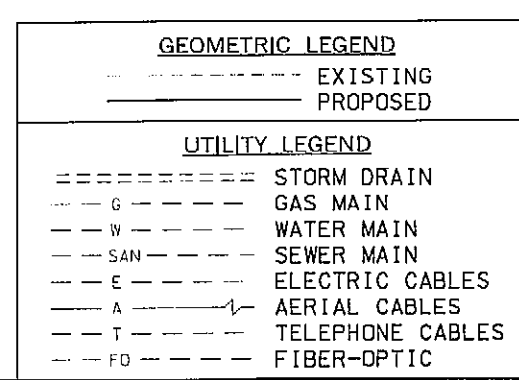 GEOMETRIC LEGEND
EXISTING
PROPOSED
UTILITY LEGEND
STORM DRAIN
G GAS MAIN
W WATER MAIN
SAN SEWER MAIN
E ELECTRIC CABLES
A AERIAL CABLES
T TELEPHONE CABLES
FO FIBER-OPTIC